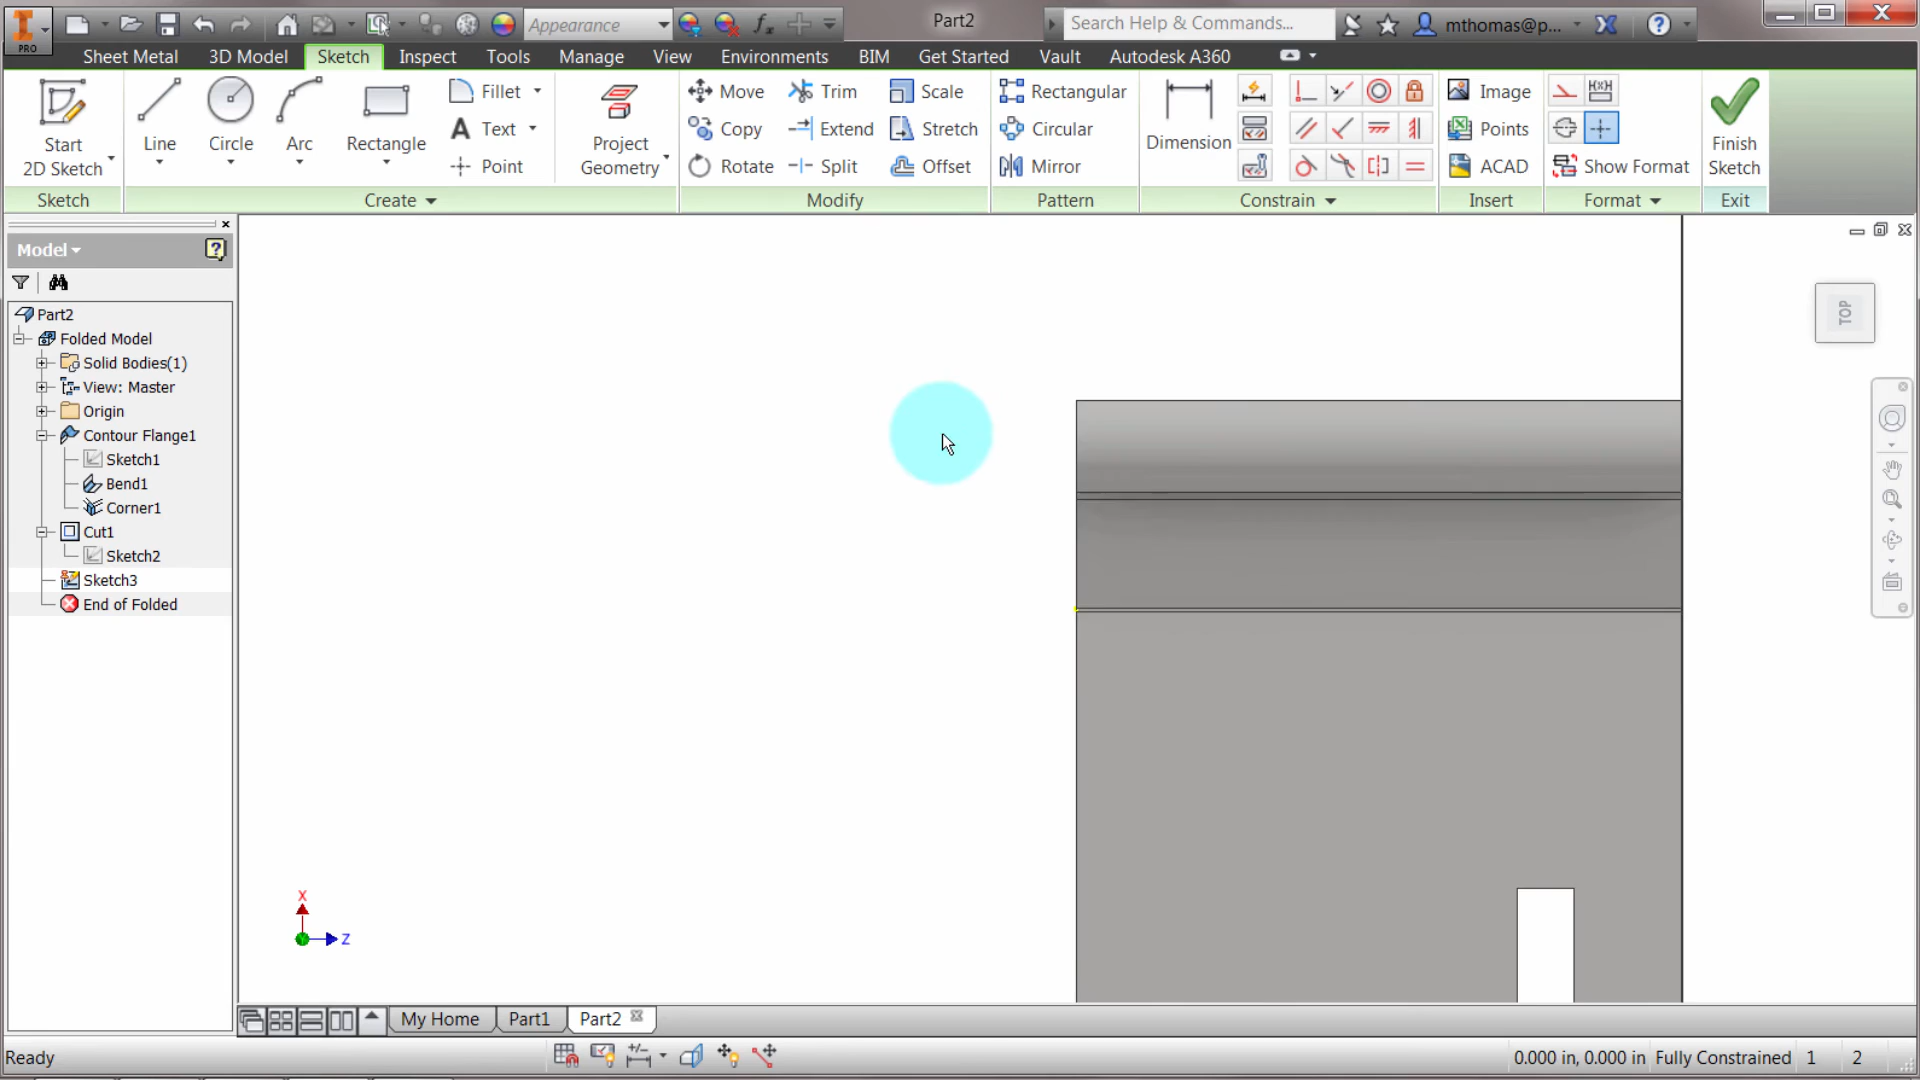 Appearance
Part2
Search Help & Commands...
mthomas@p...
PRO
Sheet Metal 3D Model Sketch Inspect Tools Manage View Environments BIM Get Started Vault Autodesk A360
Start 2D Sketch
Line
Circle
Arc
Rectangle
Fillet
Text
Point
Project Geometry
Move
Copy
Rotate
Trim
Extend
Split
Scale
Stretch
Offset
Rectangular
Circular
Mirror
Dimension
Image
Points
ACAD
Show Format
Finish Sketch
Sketch Create Modify Pattern Constrain Insert Format Exit
Model
Part2
Folded Model
Solid Bodies(1)
View: Master
Origin
Contour Flange1
Sketch1
Bend1
Corner1
Cut1
Sketch2
Sketch3
End of Folded
TOP
X
Z
My Home Part1 Part2
Ready
0.000 in, 0.000 in Fully Constrained 1 2